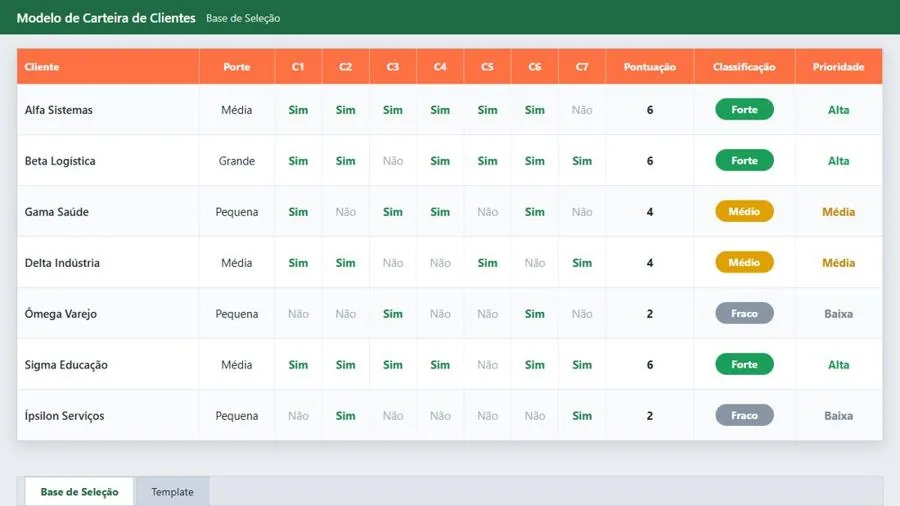 Modelo de Carteira de Clientes Base de Seleção
Cliente Porte C1 C2 C3 C4 C5 C6 C7 Pontuação Classificação Prioridade
Alfa Sistemas Média Sim Sim Sim Sim Sim Sim Não 6 Forte Alta
Beta Logística Grande Sim Sim Não Sim Sim Sim Sim 6 Forte Alta
Gama Saúde Pequena Sim Não Sim Sim Não Sim Não 4 Médio Média
Delta Indústria Média Sim Sim Não Não Sim Não Sim 4 Médio Média
Ômega Varejo Pequena Não Não Sim Não Não Sim Não 2 Fraco Baixa
Sigma Educação Média Sim Sim Sim Sim Não Sim Sim 6 Forte Alta
Ípsilon Serviços Pequena Não Sim Não Não Não Não Sim 2 Fraco Baixa
Base de Seleção Template